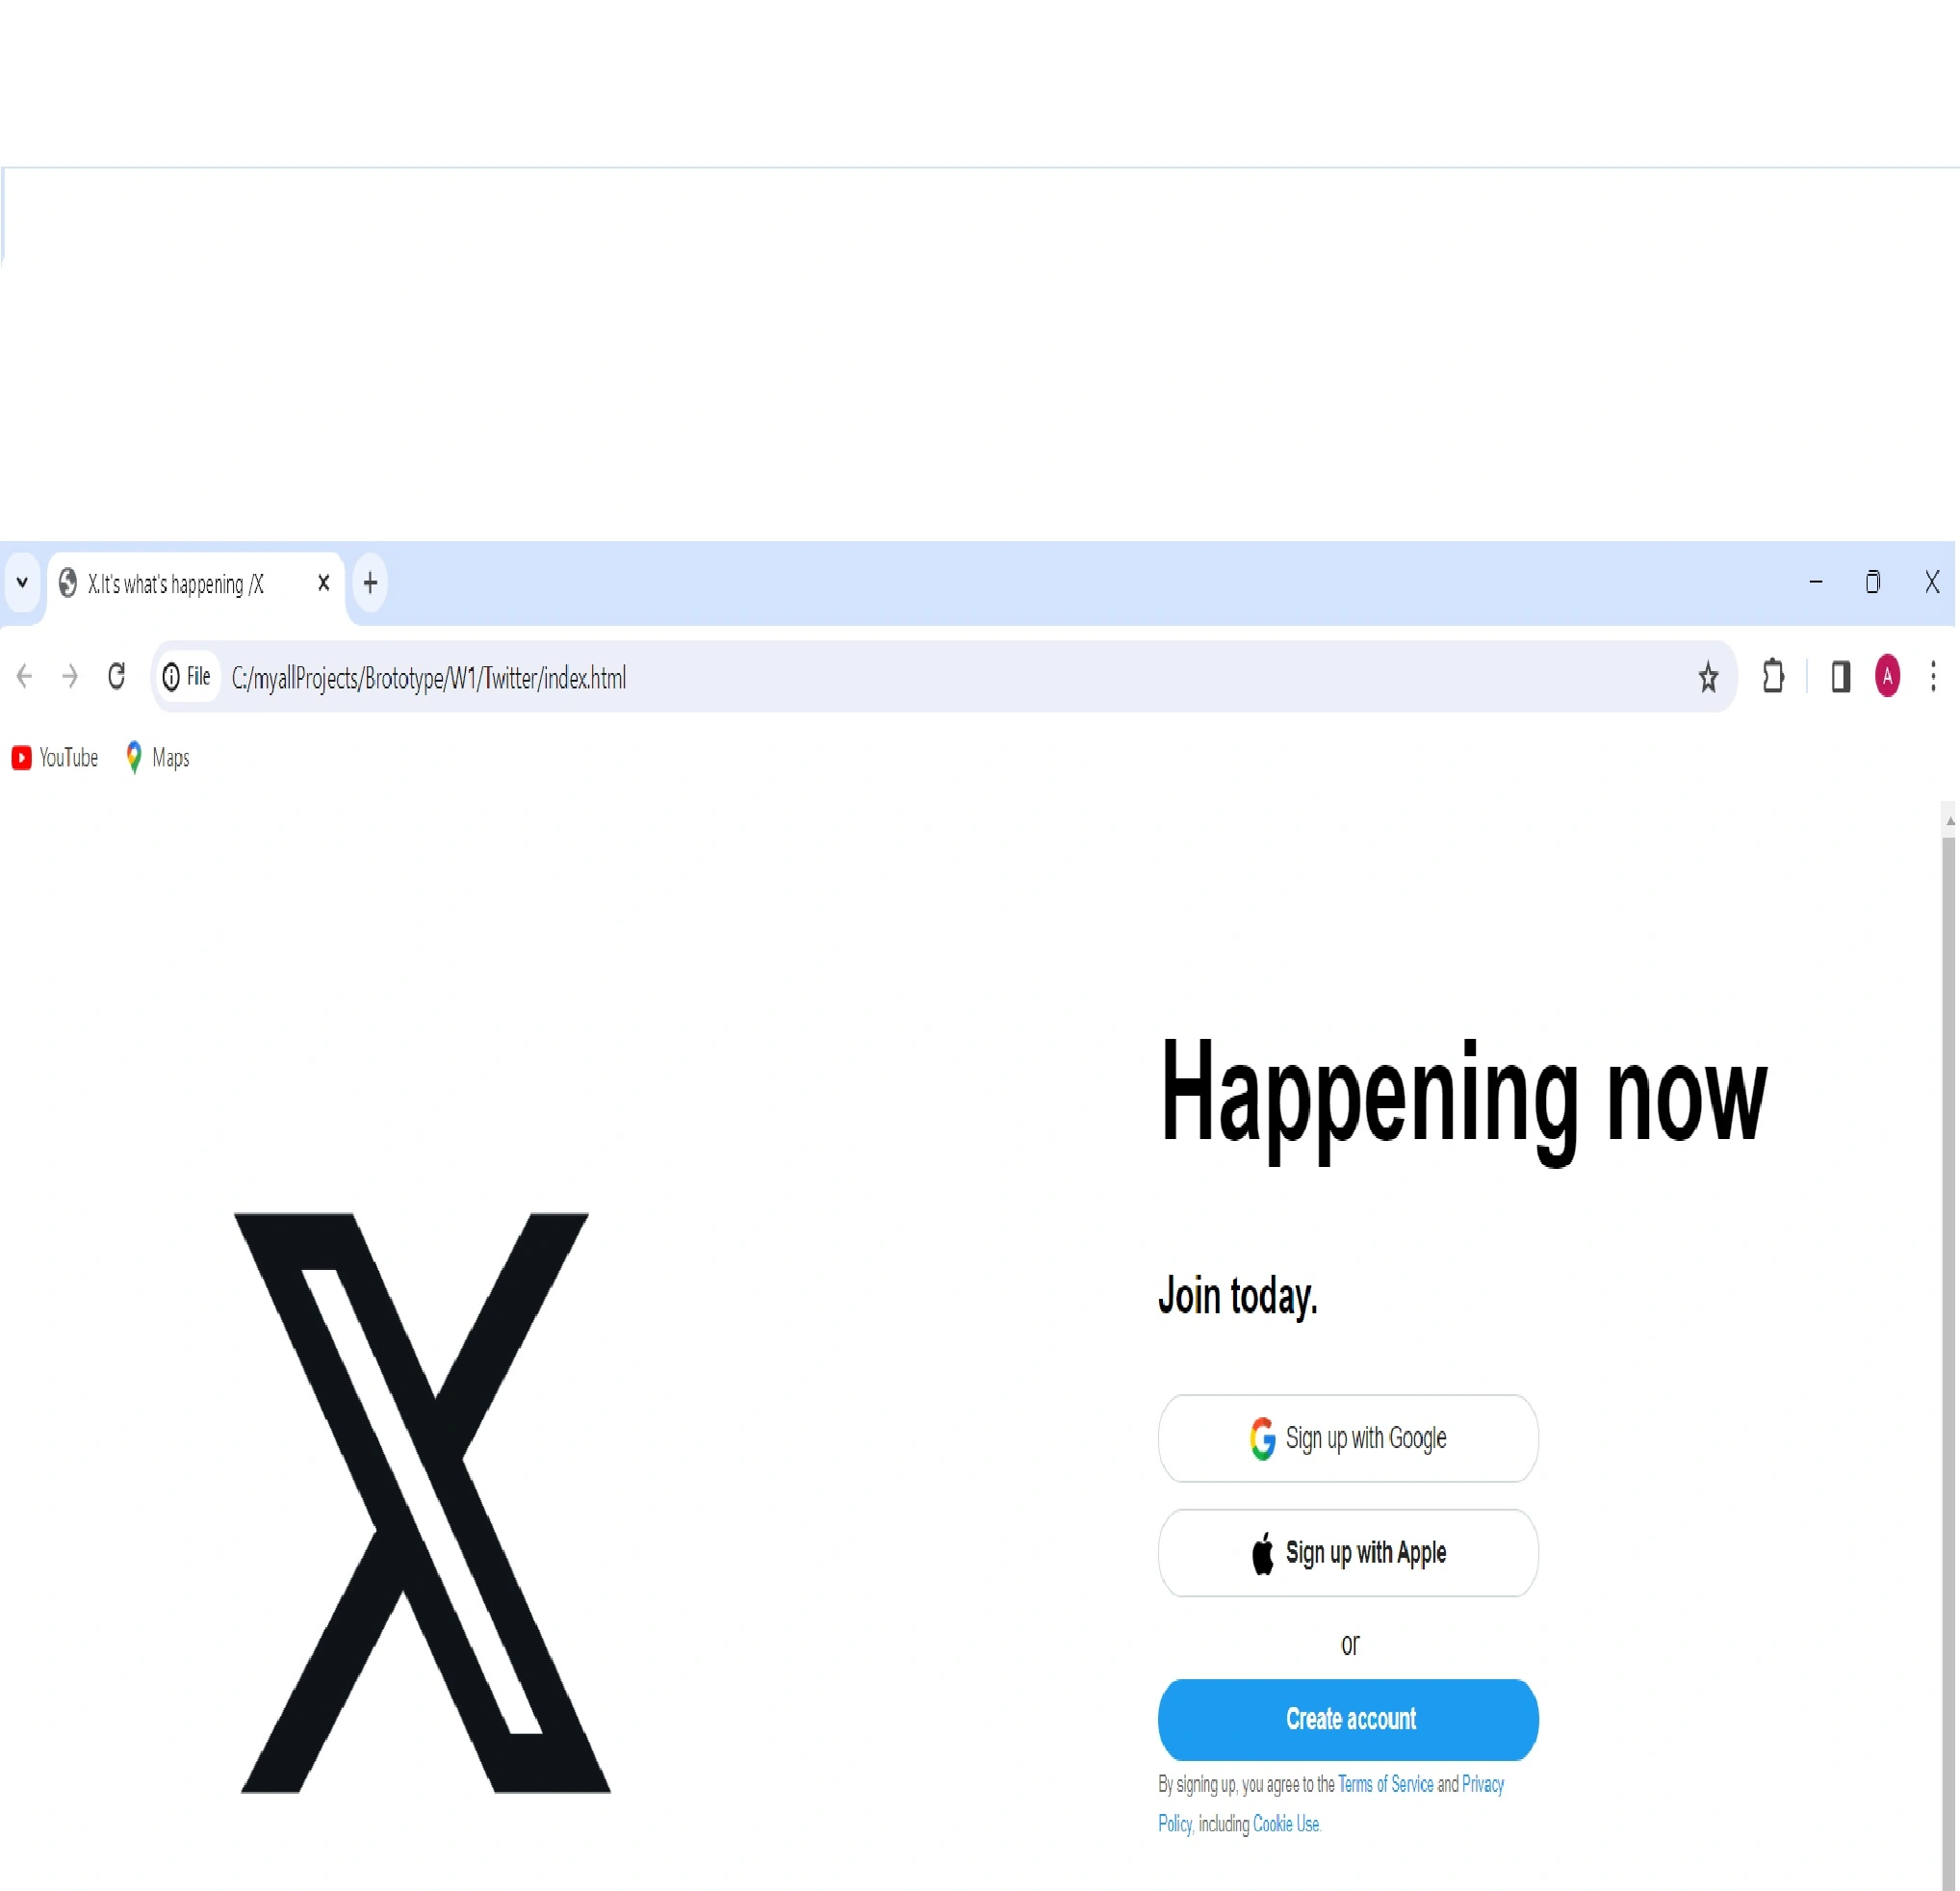 X.It's what's happening /X
File C:/myallProjects/Brototype/W1/Twitter/index.html
A
YouTube Maps
Happening now
Join today.
Sign up with Google
Sign up with Apple
or
Create account
By signing up, you agree to the Terms of Service and Privacy
Policy, including Cookie Use.